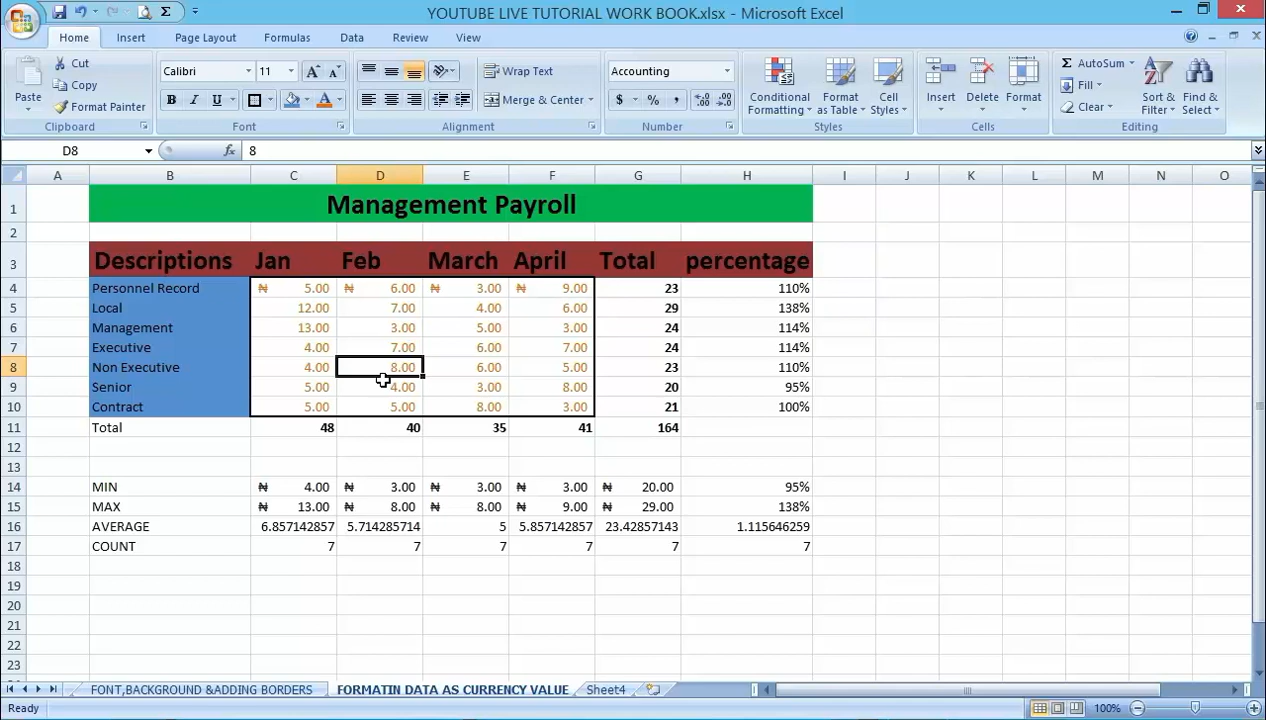 YOUTUBE LIVE TUTORIAL WORK BOOK.xlsx - Microsoft Excel
Home Insert Page Layout Formulas Data Review View
Paste Cut Calibri 11 Wrap Text Accounting Conditional Formatting Format as Table Cell Styles Insert Delete Format AutoSum Sort & Filter Find & Select
Copy Fill
Format Painter B I U A Merge & Center $ % , Clear
Clipboard Font Alignment Number Styles Cells Editing
D8 fx 8
A B C D E F G H I J K L M N O
1 Management Payroll
2
3 Descriptions Jan Feb March April Total percentage
4 Personnel Record ₦ 5.00 ₦ 6.00 ₦ 3.00 ₦ 9.00 23 110%
5 Local 12.00 7.00 4.00 6.00 29 138%
6 Management 13.00 3.00 5.00 3.00 24 114%
7 Executive 4.00 7.00 6.00 7.00 24 114%
8 Non Executive 4.00 8.00 6.00 5.00 23 110%
9 Senior 5.00 4.00 3.00 8.00 20 95%
10 Contract 5.00 5.00 8.00 3.00 21 100%
11 Total 48 40 35 41 164
12
13
14 MIN ₦ 4.00 ₦ 3.00 ₦ 3.00 ₦ 3.00 ₦ 20.00 95%
15 MAX ₦ 13.00 ₦ 8.00 ₦ 8.00 ₦ 9.00 ₦ 29.00 138%
16 AVERAGE 6.857142857 5.714285714 5 5.857142857 23.42857143 1.115646259
17 COUNT 7 7 7 7 7 7
18
19
20
21
22
23
FONT,BACKGROUND &ADDING BORDERS FORMATIN DATA AS CURRENCY VALUE Sheet4
Ready 100%